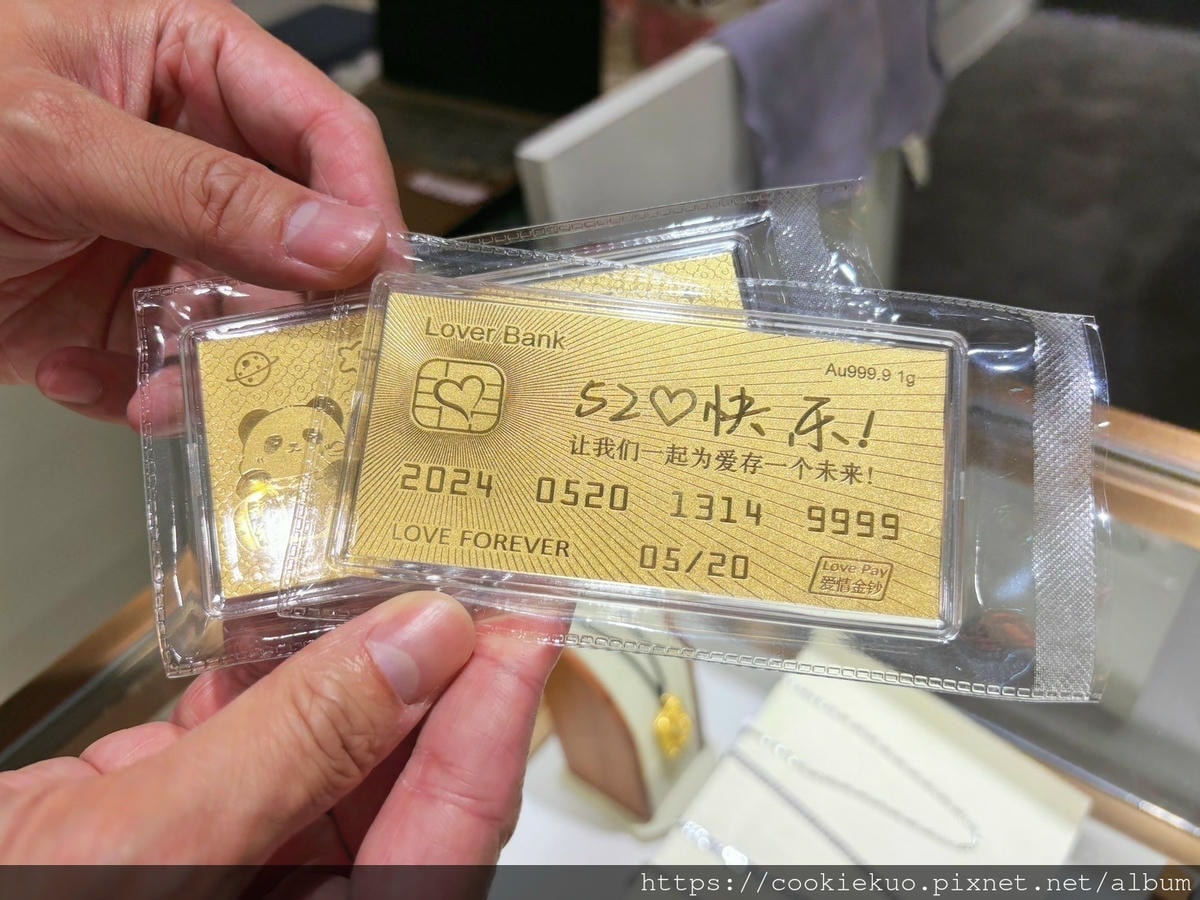 Lover Bank
Au999.9 1g
52♡快乐!
让我们一起为爱存一个未来!
2024 0520 1314 9999
LOVE FOREVER
05/20
Love Pay
爱情金钞
https://cookiekuo.pixnet.net/album